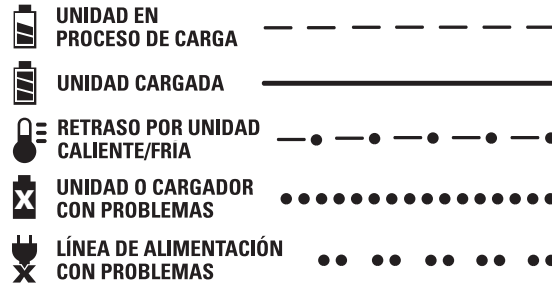 UNIDAD EN
PROCESO DE CARGA
UNIDAD CARGADA
RETRASO POR UNIDAD
CALIENTE/FRÍA
UNIDAD O CARGADOR
CON PROBLEMAS
LÍNEA DE ALIMENTACIÓN
CON PROBLEMAS